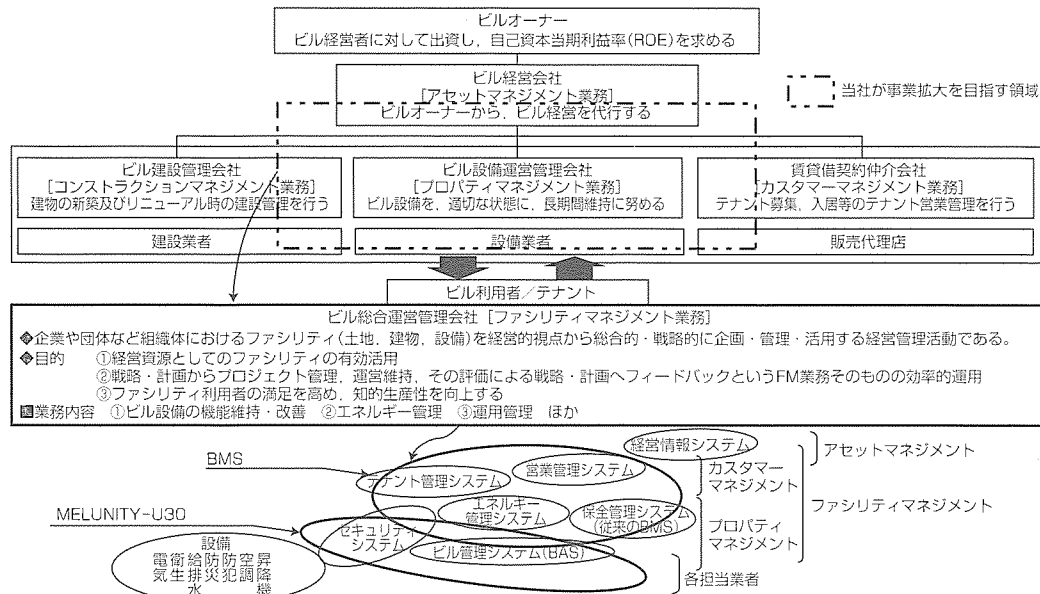 ビルオーナー
ビル経営者に対して出資し，自己資本当期利益率(ROE)を求める
ビル経営会社
[アセットマネジメント業務]
ビルオーナーから，ビル経営を代行する
当社が事業拡大を目指す領域
ビル建設管理会社
[コンストラクションマネジメント業務]
建物の新築及びリニューアル時の建設管理を行う
ビル設備運営管理会社
[プロパティマネジメント業務]
ビル設備を，適切な状態に，長期間維持に努める
賃貸借契約仲介会社
[カスタマーマネジメント業務]
テナント募集，入居等のテナント営業管理を行う
建設業者
設備業者
販売代理店
ビル利用者／テナント
ビル総合運営管理会社 [ファシリティマネジメント業務]
◆企業や団体など組織体におけるファシリティ(土地，建物，設備)を経営的視点から総合的・戦略的に企画・管理・活用する経営管理活動である。
◆目的 ①経営資源としてのファシリティの有効活用
②戦略・計画からプロジェクト管理，運営維持，その評価による戦略・計画へフィードバックというFM業務そのものの効率的運用
③ファシリティ利用者の満足を高め，知的生産性を向上する
業務内容 ①ビル設備の機能維持・改善 ②エネルギー管理 ③運用管理 ほか
BMS
経営情報システム
アセットマネジメント
テナント管理システム
営業管理システム
カスタマー
マネジメント
ファシリティマネジメント
エネルギー
管理システム
保全管理システム
(従来のBMS)
プロパティ
マネジメント
MELUNITY-U30
セキュリティ
システム
ビル管理システム(BAS)
各担当業者
設備
電衛給防防空昇
気生排災犯調降
水 機